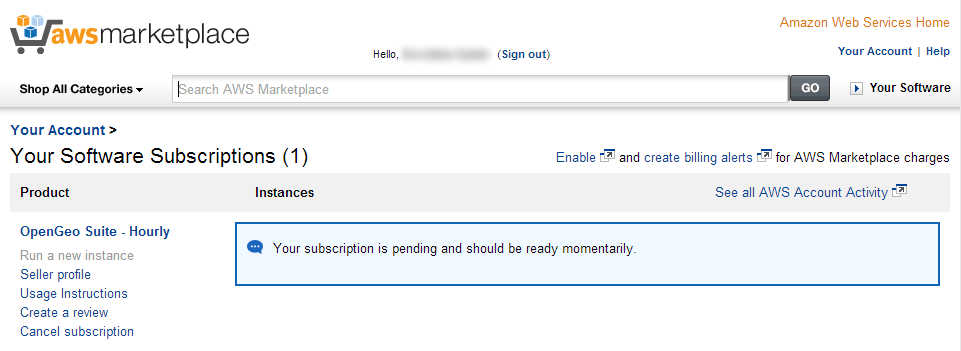 awsmarketplace
Amazon Web Services Home
Hello, (Sign out)
Your Account | Help
Shop All Categories
Search AWS Marketplace
GO
Your Software
Your Account >
Your Software Subscriptions (1)
Enable and create billing alerts for AWS Marketplace charges
Product
Instances
See all AWS Account Activity
OpenGeo Suite - Hourly
Your subscription is pending and should be ready momentarily.
Run a new instance
Seller profile
Usage Instructions
Create a review
Cancel subscription